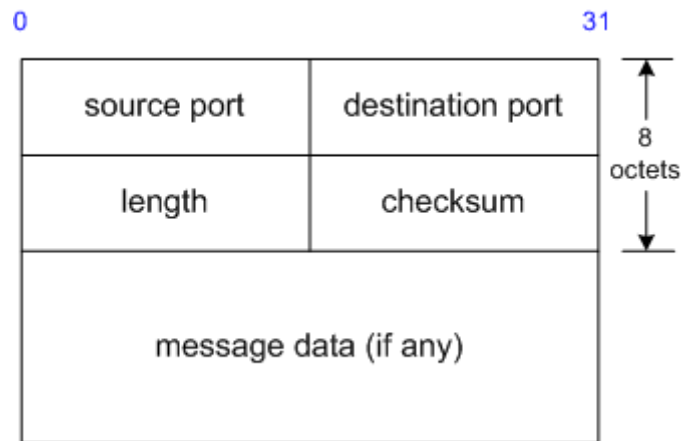 0 31
source port destination port
8
octets
length checksum
message data (if any)